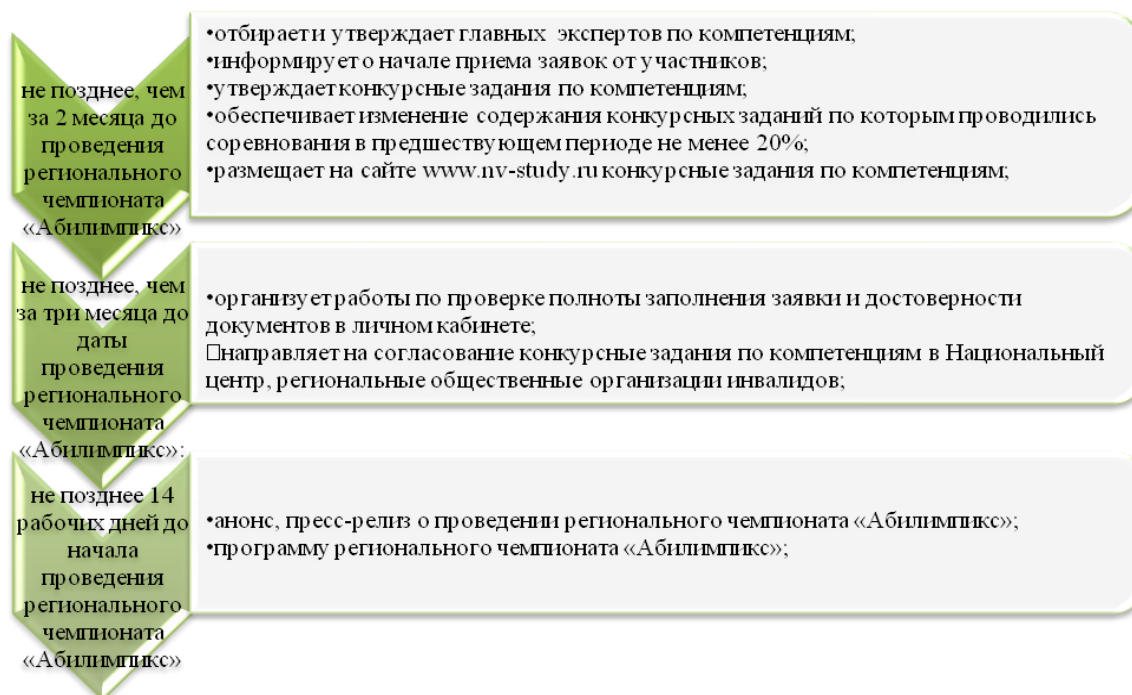 не позднее, чем
за 2 месяца до
проведения
регионального
чемпионата
«Абилимпикс»
•отбирает и утверждает главных экспертов по компетенциям;
•информирует о начале приема заявок от участников;
•утверждает конкурсные задания по компетенциям;
•обеспечивает изменение содержания конкурсных заданий по которым проводились
соревнования в предшествующем периоде не менее 20%;
•размещает на сайте www.nv-study.ru конкурсные задания по компетенциям;
не позднее, чем
за три месяца до
даты
проведения
регионального
чемпионата
«Абилимпикс»:
•организует работы по проверке полноты заполнения заявки и достоверности
документов в личном кабинете;
□направляет на согласование конкурсные задания по компетенциям в Национальный
центр, региональные общественные организации инвалидов;
не позднее 14
рабочих дней до
начала
проведения
регионального
чемпионата
«Абилимпикс»
•анонс, пресс-релиз о проведении регионального чемпионата «Абилимпикс»;
•программу регионального чемпионата «Абилимпикс»;